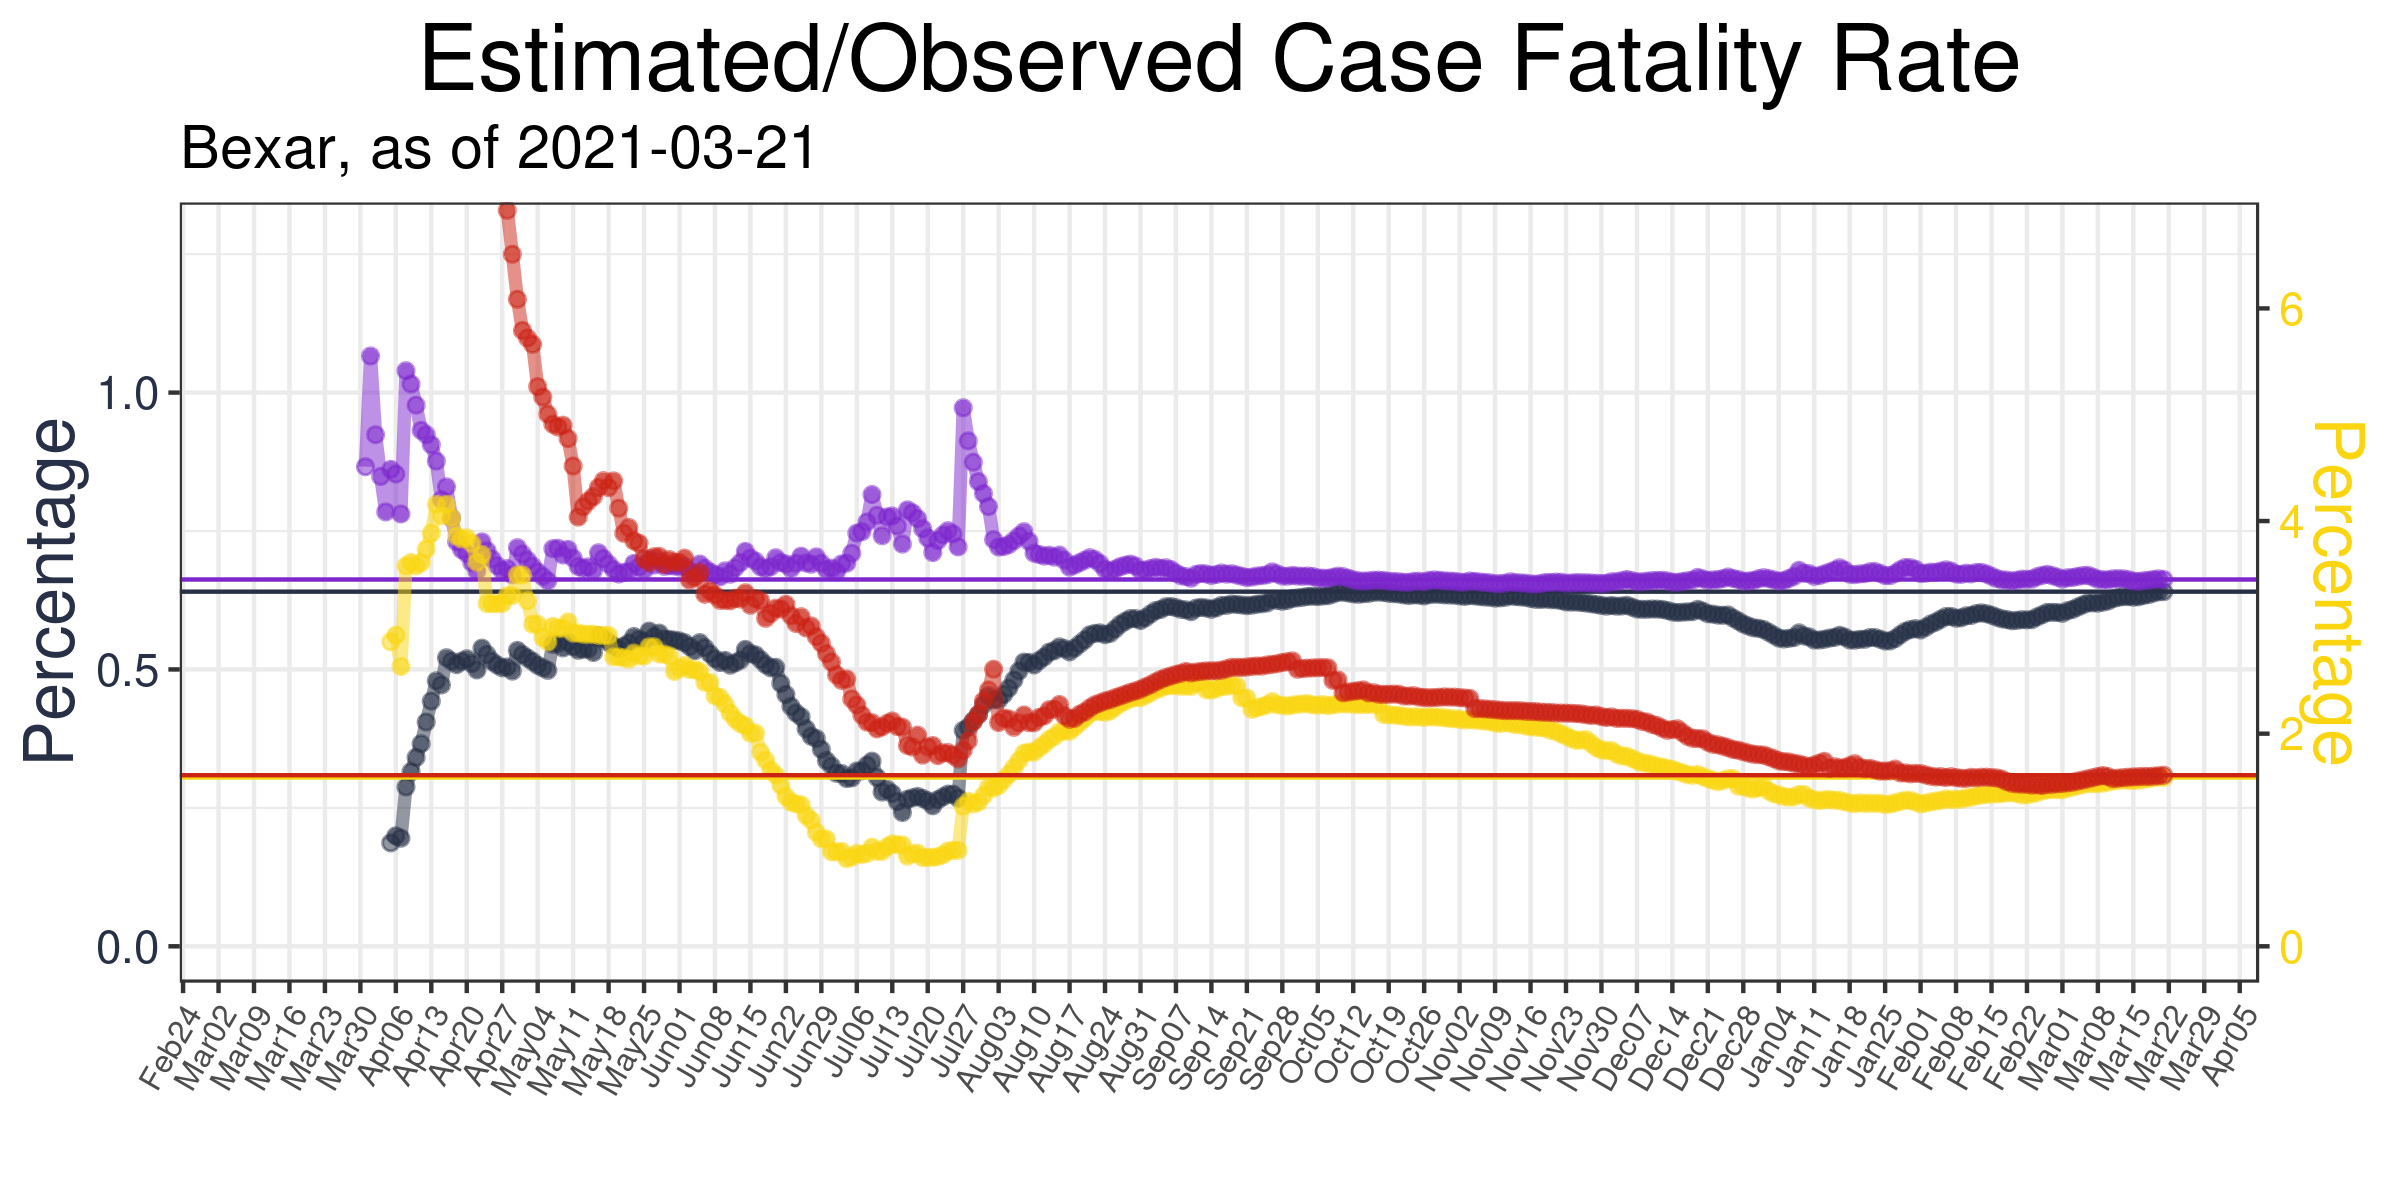 Estimated/Observed Case Fatality Rate
Bexar, as of 2021-03-21
Percentage
1.0
0.5
0.0
Percentage
6
4
2
0
Feb24
Mar02
Mar09
Mar16
Mar23
Mar30
Apr06
Apr13
Apr20
Apr27
May04
May11
May18
May25
Jun01
Jun08
Jun15
Jun22
Jun29
Jul06
Jul13
Jul20
Jul27
Aug03
Aug10
Aug17
Aug24
Aug31
Sep07
Sep14
Sep21
Sep28
Oct05
Oct12
Oct19
Oct26
Nov02
Nov09
Nov16
Nov23
Nov30
Dec07
Dec14
Dec21
Dec28
Jan04
Jan11
Jan18
Jan25
Feb01
Feb08
Feb15
Feb22
Mar01
Mar08
Mar15
Mar22
Mar29
Apr05